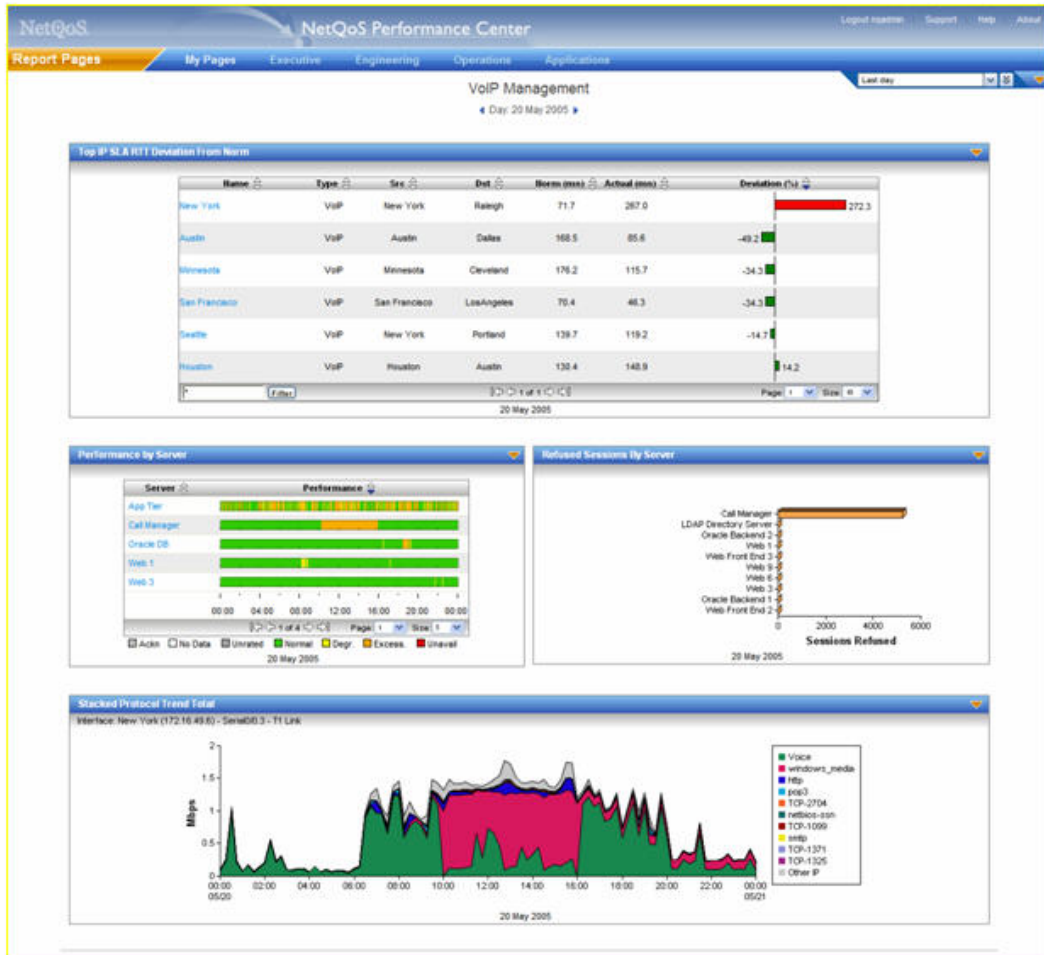 NetQoS
NetQoS Performance Center
Logout nqadmin Support Help About
Report Pages
My Pages Executive Engineering Operations Applications
Last day
VoIP Management
Day: 20 May 2005
Top IP SLA RTT Deviation From Norm
Name Type Src Dst Norm (ms) Actual (ms) Deviation (%)
New York VoIP New York Raleigh 71.7 267.0 272.3
Austin VoIP Austin Dallas 168.5 85.6 -49.2
Minnesota VoIP Minnesota Cleveland 176.2 115.7 -34.3
San Francisco VoIP San Francisco LosAngeles 70.4 46.3 -34.3
Seattle VoIP New York Portland 139.7 119.2 -14.7
Houston VoIP Houston Austin 130.4 148.9 14.2
* Filter 1 of 1 Page 1 Size 6
20 May 2005
Performance by Server
Server Performance
App Tier
Call Manager
Oracle DB
Web 1
Web 3
00:00 04:00 08:00 12:00 16:00 20:00 00:00
1 of 4 Page 1 Size 5
Ackn No Data Unrated Normal Degr. Excess. Unavail
20 May 2005
Refused Sessions By Server
Call Manager
LDAP Directory Server
Oracle Backend 2
Web 1
Web Front End 3
Web 9
Web 6
Web 3
Oracle Backend 1
Web Front End 2
0 2000 4000 6000
Sessions Refused
20 May 2005
Stacked Protocol Trend Total
Interface: New York (172.16.49.6) - Serial0/0.3 - T1 Link
Mbps
2
1.5
1
0.5
0
00:00 02:00 04:00 06:00 08:00 10:00 12:00 14:00 16:00 18:00 20:00 22:00 00:00
05/20 05/21
20 May 2005
Voice
windows_media
http
pop3
TCP-2704
netbios-ssn
TCP-1099
smtp
TCP-1371
TCP-1325
Other IP